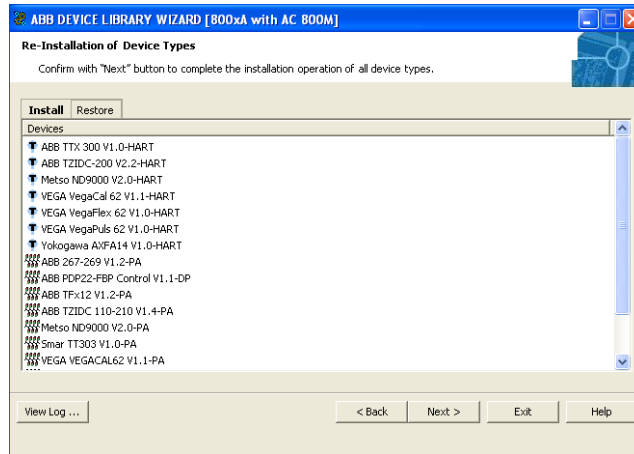 ABB DEVICE LIBRARY WIZARD [800xA with AC 800M]
Re-Installation of Device Types
Confirm with "Next" button to complete the installation operation of all device types.
Install Restore
Devices
ABB TTX 300 V1.0-HART
ABB TZIDC-200 V2.2-HART
Metso ND9000 V2.0-HART
VEGA VegaCal 62 V1.1-HART
VEGA VegaFlex 62 V1.0-HART
VEGA VegaPuls 62 V1.0-HART
Yokogawa AXFA14 V1.0-HART
ABB 267-269 V1.2-PA
ABB PDP22-FBP Control V1.1-DP
ABB TFx12 V1.2-PA
ABB TZIDC 110-210 V1.4-PA
Metso ND9000 V2.0-PA
Smar TT303 V1.0-PA
VEGA VEGACAL62 V1.1-PA
View Log ... < Back Next > Exit Help